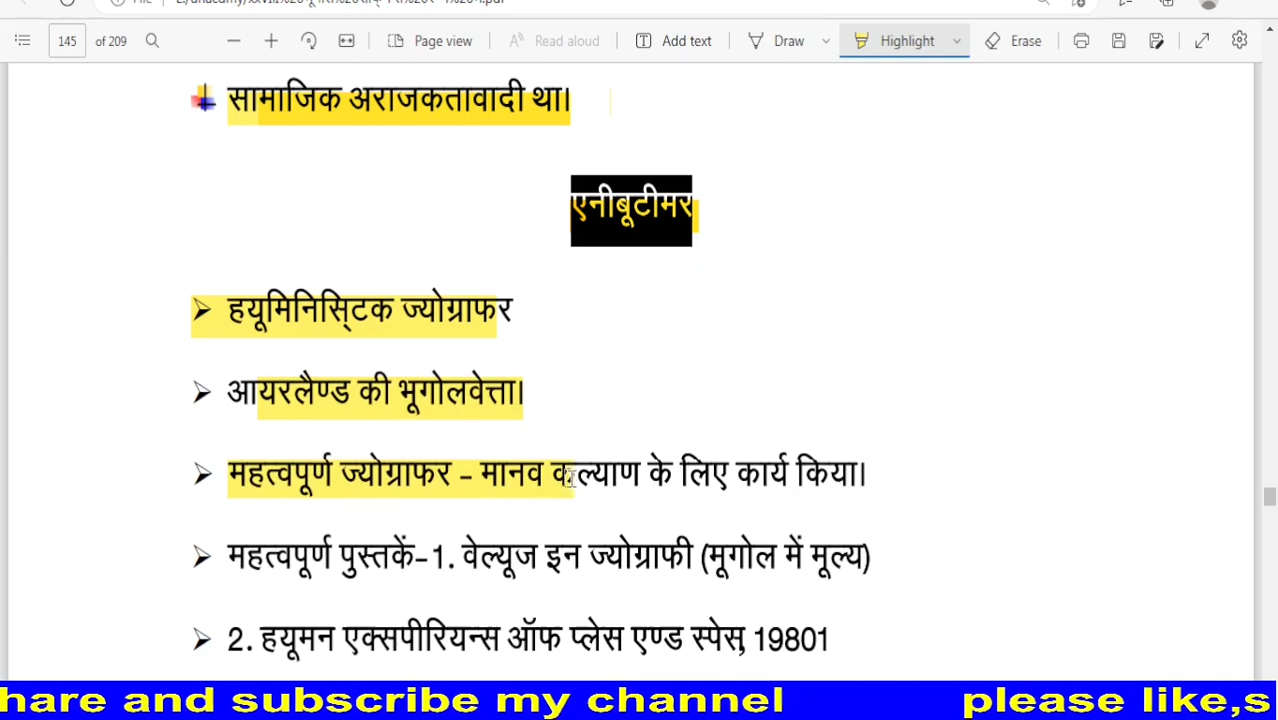 145 of 209 Page view Read aloud Add text Draw Highlight Erase
सामाजिक अराजकतावादी था।
एनीबूटीमर
हयूमिनिस्टिक ज्योग्राफर
आयरलैण्ड की भूगोलवेत्ता।
महत्वपूर्ण ज्योग्राफर - मानव कल्याण के लिए कार्य किया।
महत्वपूर्ण पुस्तकें-1. वेल्यूज इन ज्योग्राफी (मूगोल में मूल्य)
2. हयूमन एक्सपीरियन्स ऑफ प्लेस एण्ड स्पेस, 19801
hare and subscribe my channel please like,s